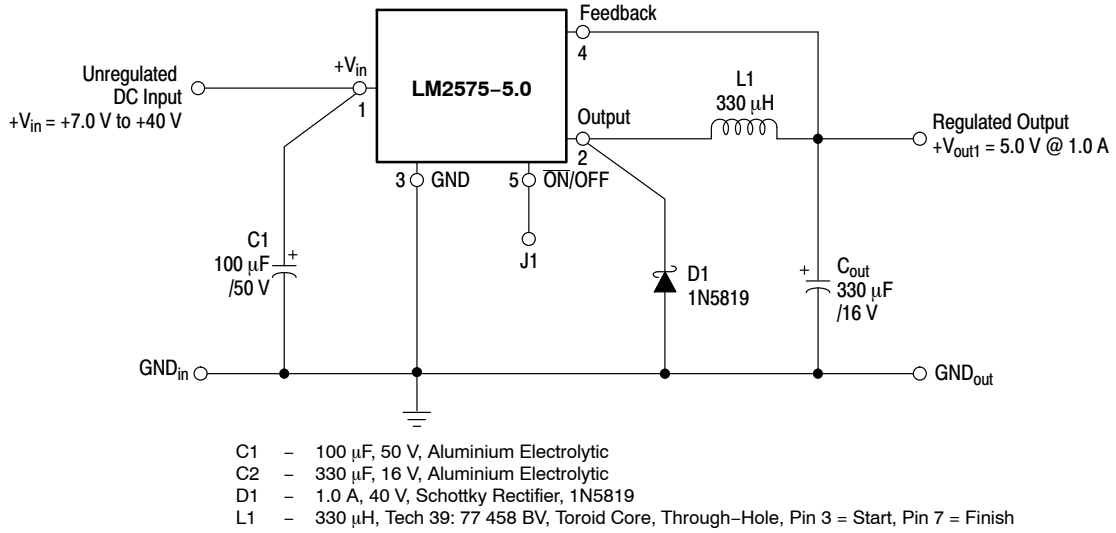 Feedback
4
Unregulated
DC Input
+Vin = +7.0 V to +40 V
+Vin
1
LM2575−5.0
L1
330 μH
Output
2
Regulated Output
+Vout1 = 5.0 V @ 1.0 A
3 GND
5 O̅N̅/OFF
J1
C1
100 μF
/50 V
+
D1
1N5819
+
Cout
330 μF
/16 V
GNDin
GNDout
C1 – 100 μF, 50 V, Aluminium Electrolytic
C2 – 330 μF, 16 V, Aluminium Electrolytic
D1 – 1.0 A, 40 V, Schottky Rectifier, 1N5819
L1 – 330 μH, Tech 39: 77 458 BV, Toroid Core, Through−Hole, Pin 3 = Start, Pin 7 = Finish